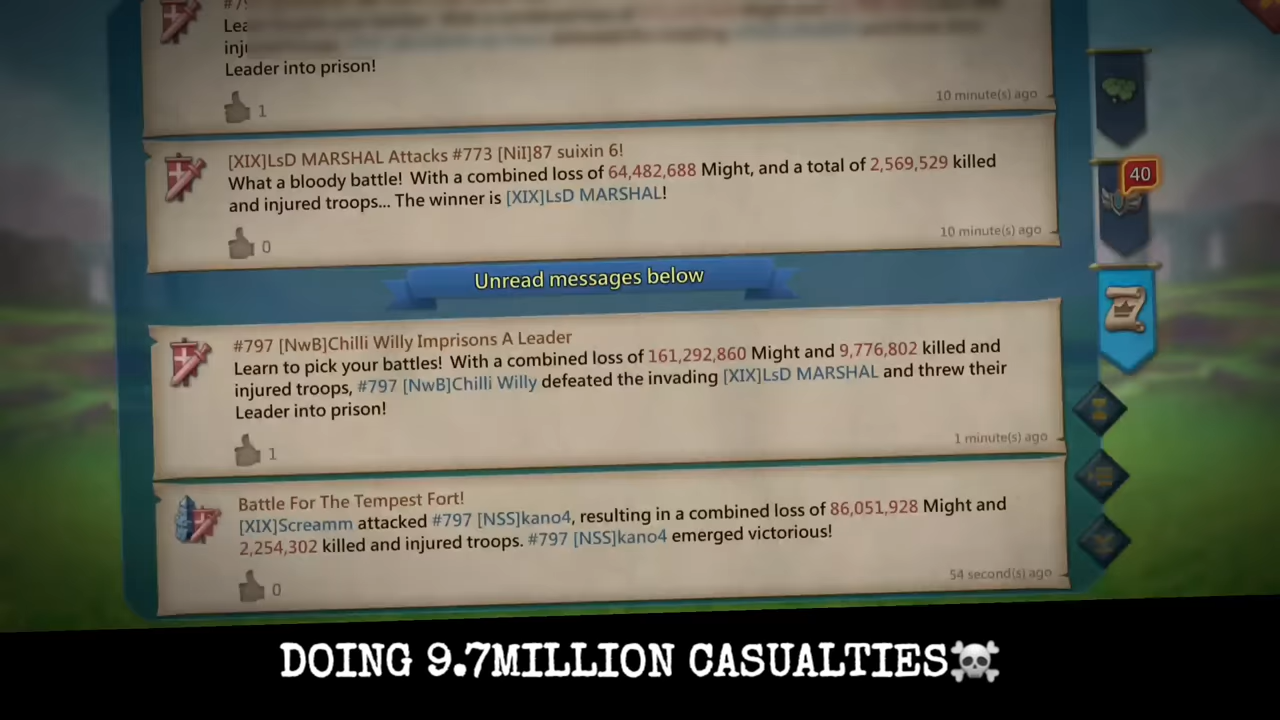 Leader into prison!
1
10 minute(s) ago
[XIX]LsD MARSHAL Attacks #773 [Nil]87 suixin 6!
What a bloody battle! With a combined loss of 64,482,688 Might, and a total of 2,569,529 killed
and injured troops... The winner is [XIX]LsD MARSHAL!
0
10 minute(s) ago
40
Unread messages below
#797 [NwB]Chilli Willy Imprisons A Leader
Learn to pick your battles! With a combined loss of 161,292,860 Might and 9,776,802 killed and
injured troops, #797 [NwB]Chilli Willy defeated the invading [XIX]LsD MARSHAL and threw their
Leader into prison!
1
1 minute(s) ago
Battle For The Tempest Fort!
[XIX]Screamm attacked #797 [NSS]kano4, resulting in a combined loss of 86,051,928 Might and
2,254,302 killed and injured troops. #797 [NSS]kano4 emerged victorious!
0
54 second(s) ago
DOING 9.7MILLION CASUALTIES☠